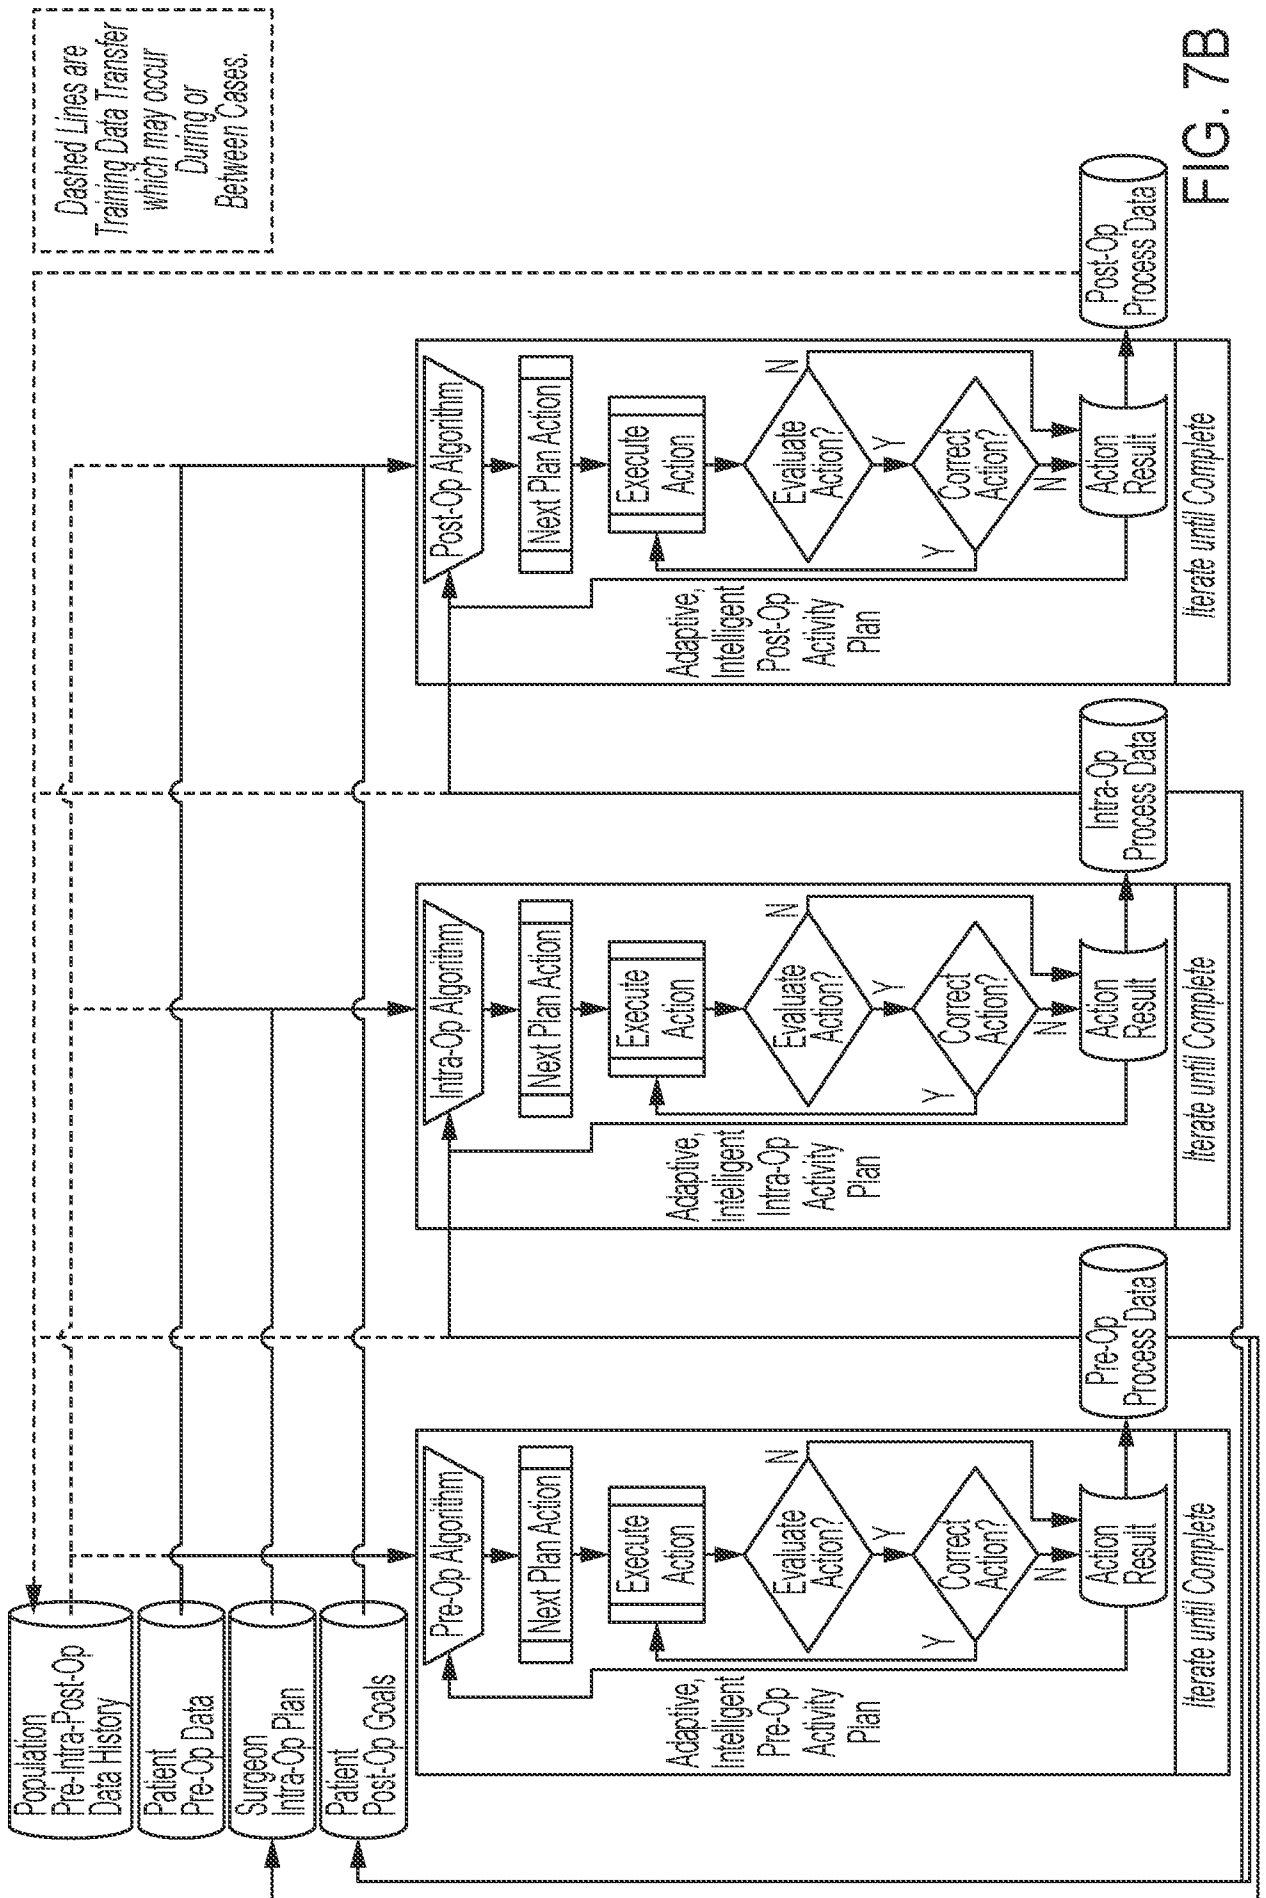 Dashed Lines are
Training Data Transfer
which may occur
During or
Between Cases.
Population
Pre-Intra-Post-Op
Data History
Patient
Pre-Op Data
Surgeon
Intra-Op Plan
Patient
Post-Op Goals
Pre-Op Algorithm
Next Plan Action
Execute
Action
Evaluate
Action?
N
Y
Correct
Action?
Y
N
Action
Result
Adaptive,
Intelligent
Pre-Op
Activity
Plan
Iterate until Complete
Pre-Op
Process Data
Intra-Op Algorithm
Next Plan Action
Execute
Action
Evaluate
Action?
N
Y
Correct
Action?
Y
N
Action
Result
Adaptive,
Intelligent
Intra-Op
Activity
Plan
Iterate until Complete
Intra-Op
Process Data
Post-Op Algorithm
Next Plan Action
Execute
Action
Evaluate
Action?
N
Y
Correct
Action?
Y
N
Action
Result
Adaptive,
Intelligent
Post-Op
Activity
Plan
Iterate until Complete
Post-Op
Process Data
FIG. 7B